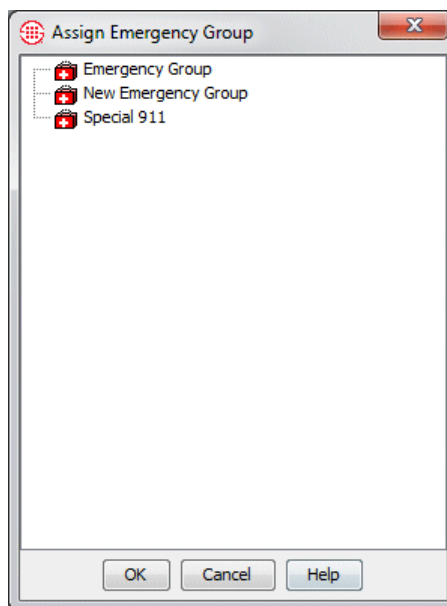 Assign Emergency Group
Emergency Group
New Emergency Group
Special 911
OK Cancel Help